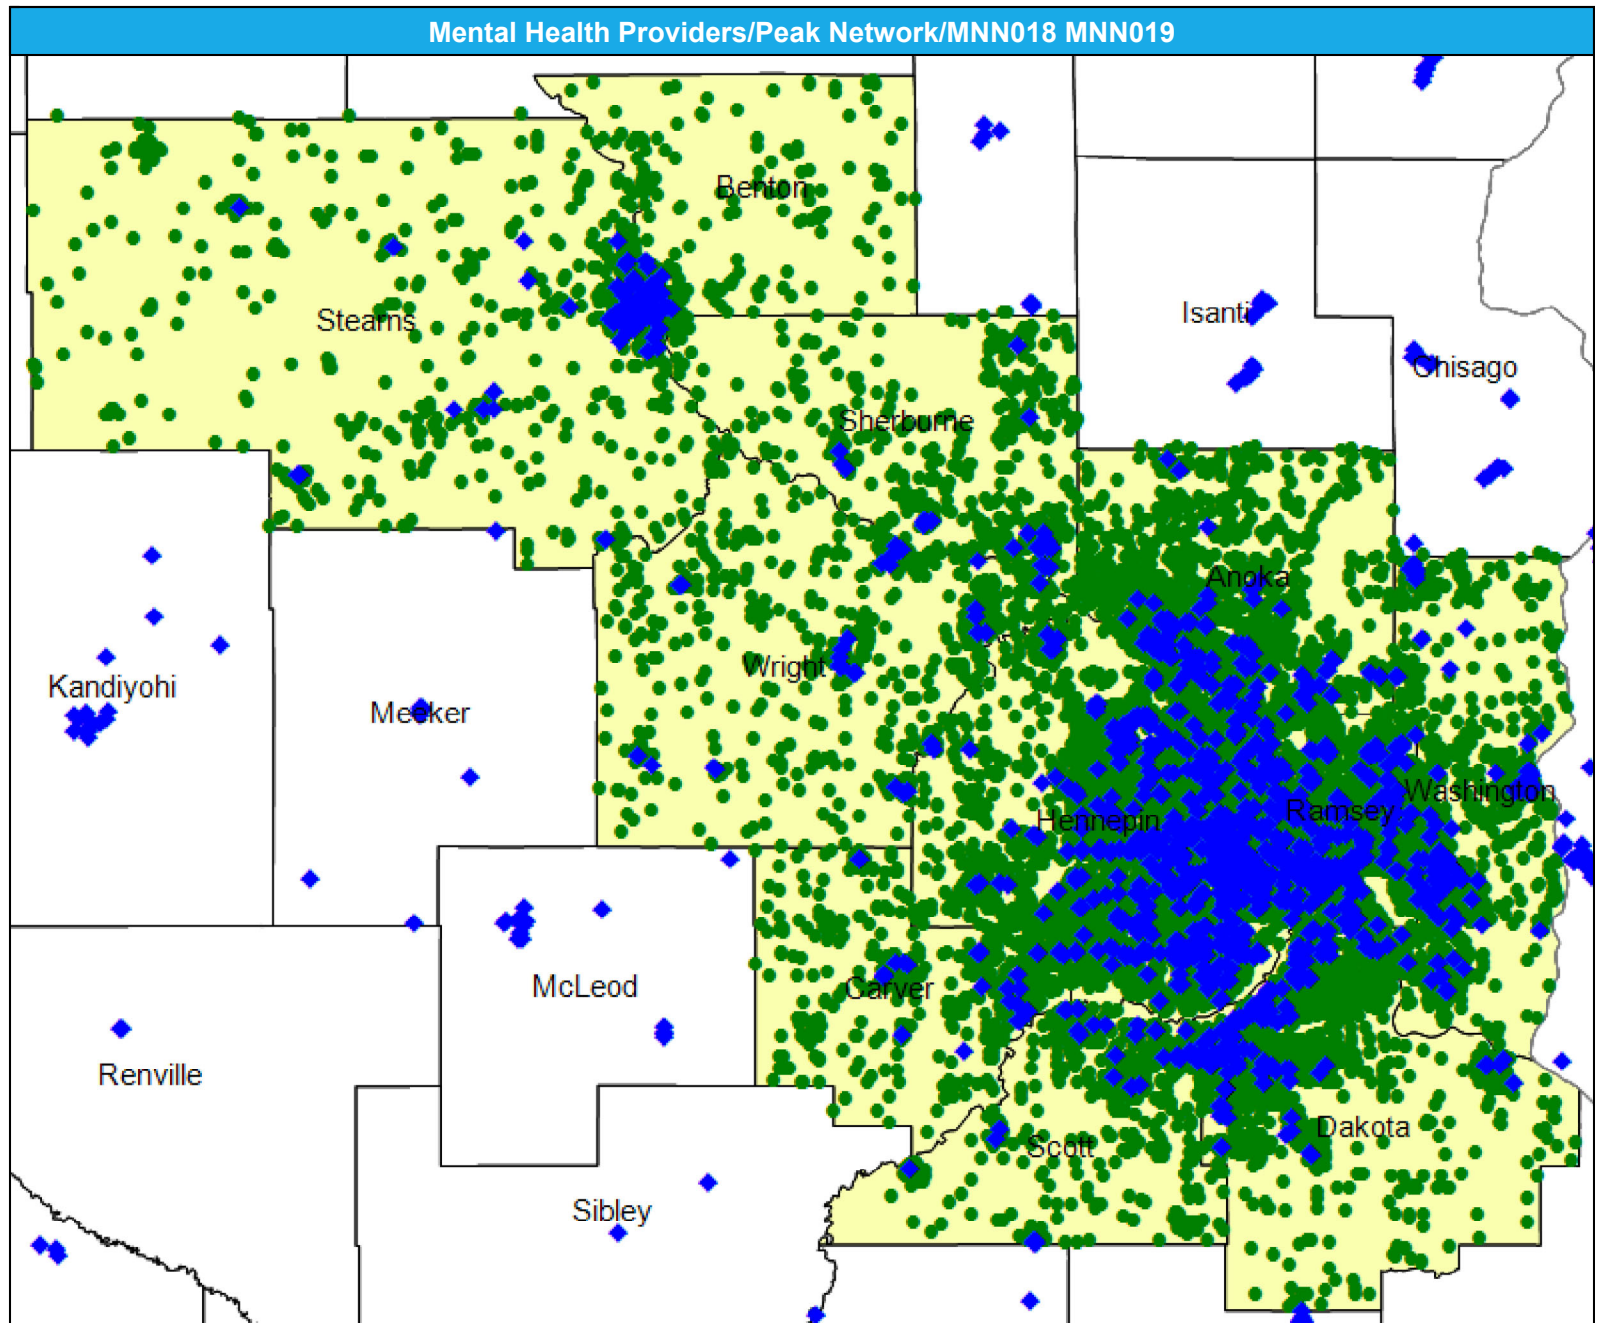 Mental Health Providers/Peak Network/MNN018 MNN019
Benton
Stearns
Isanti
Chisago
Sherburne
Anoka
Wright
Kandiyohi
Meeker
Washington
Ramsey
Hennepin
McLeod
Carver
Renville
Dakota
Scott
Sibley